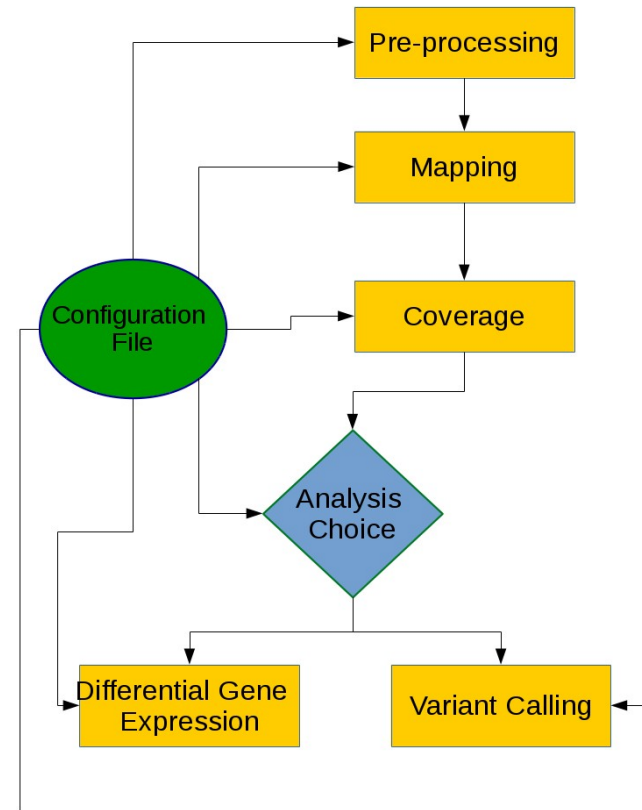 Pre-processing
Mapping
Configuration
File
Coverage
Analysis
Choice
Differential Gene
Expression
Variant Calling